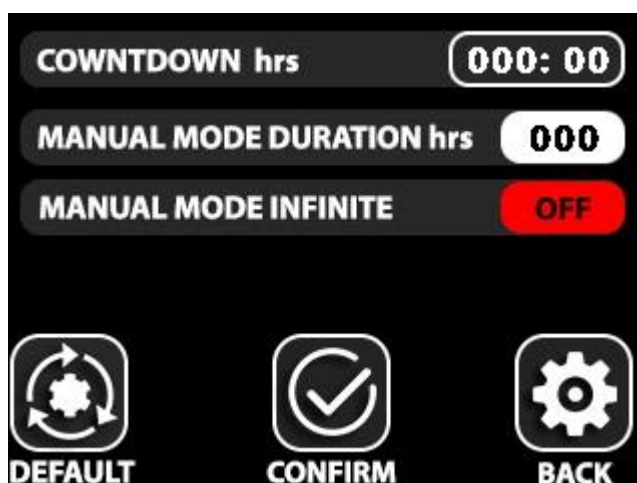 COWNTDOWN hrs 000: 00
MANUAL MODE DURATION hrs 000
MANUAL MODE INFINITE OFF
DEFAULT CONFIRM BACK